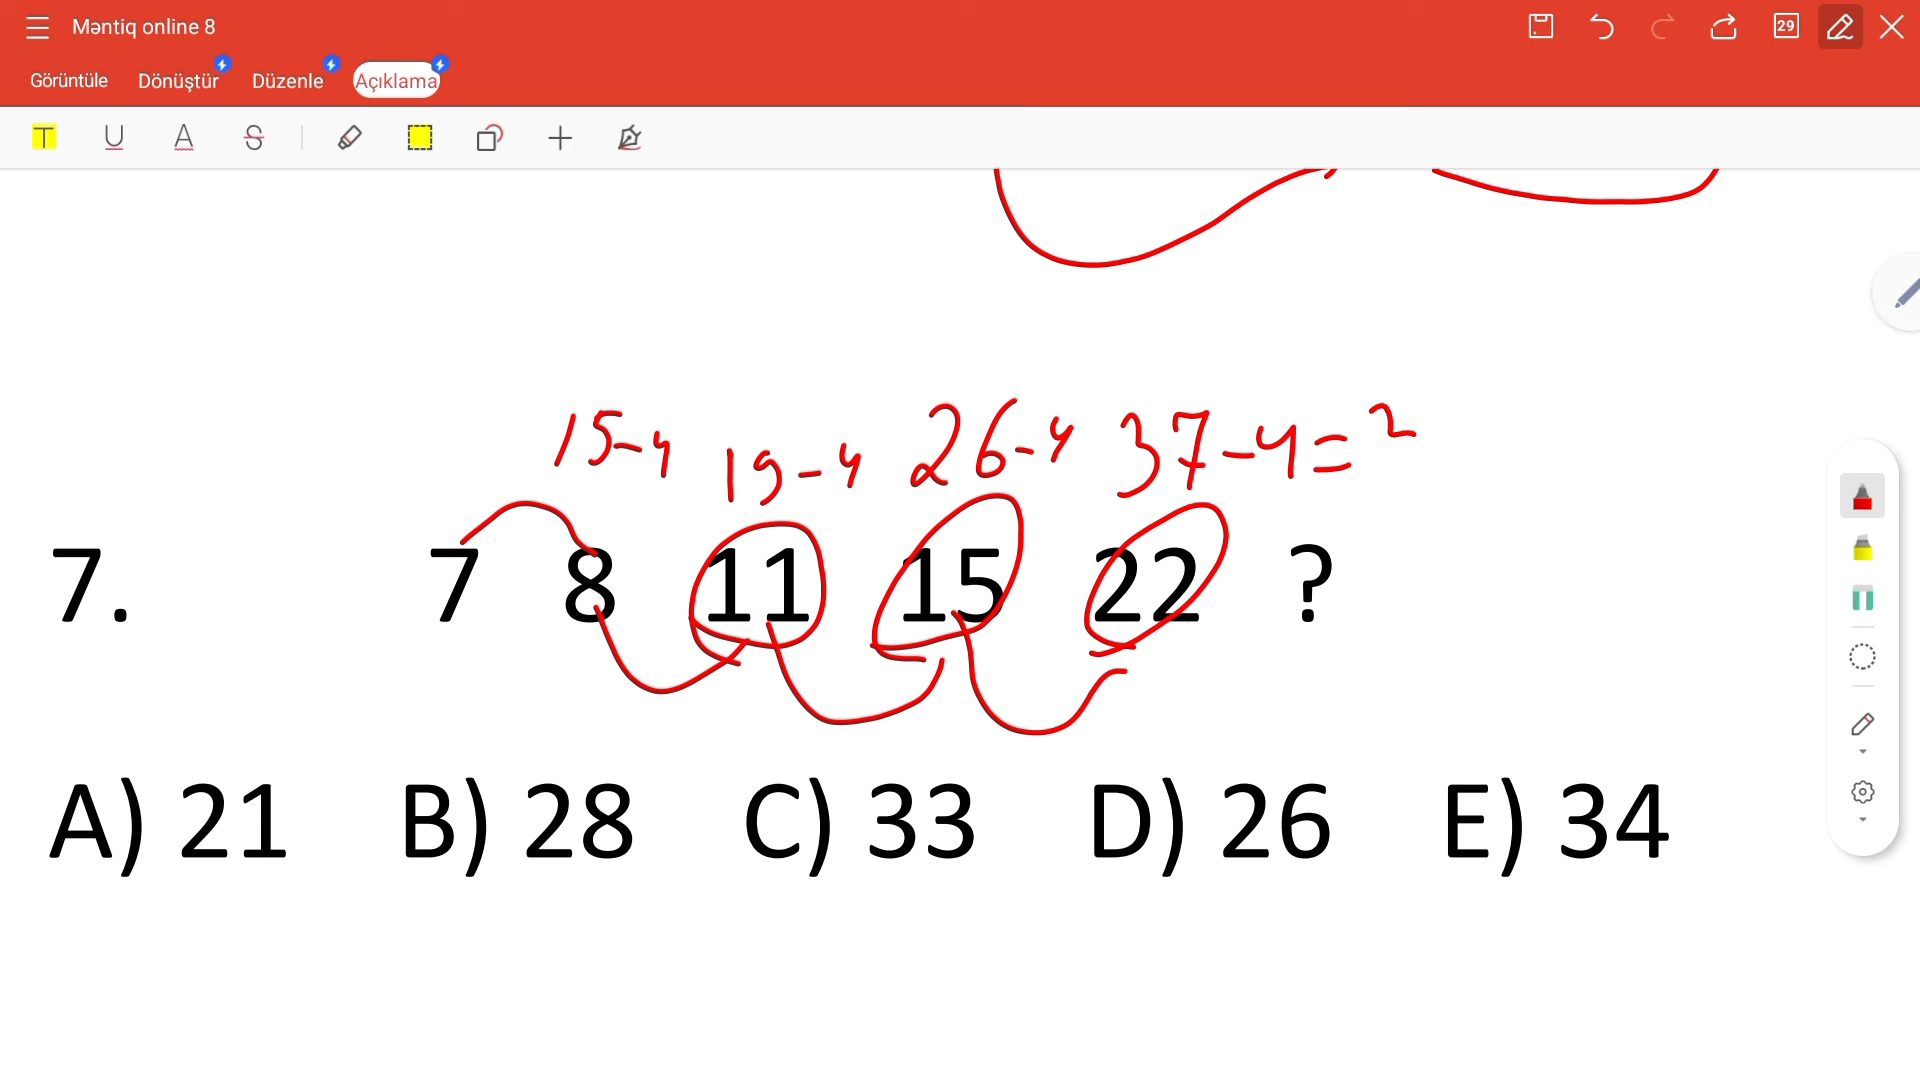 Məntiq online 8
29
Görüntüle Dönüştür Düzenle Açıklama
T U A S
15-4 19-4 26-4 37-4=?
7. 7 8 11 15 22 ?
A) 21 B) 28 C) 33 D) 26 E) 34